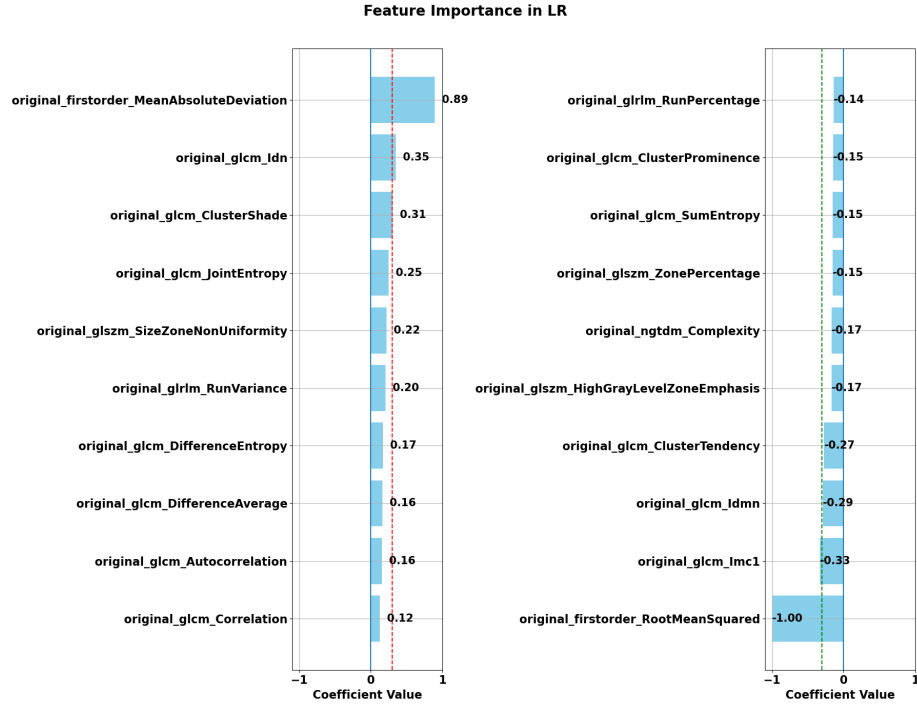 Feature Importance in LR
original_firstorder_MeanAbsoluteDeviation 0.89
original_glcm_Idn 0.35
original_glcm_ClusterShade 0.31
original_glcm_JointEntropy 0.25
original_glszm_SizeZoneNonUniformity 0.22
original_glrlm_RunVariance 0.20
original_glcm_DifferenceEntropy 0.17
original_glcm_DifferenceAverage 0.16
original_glcm_Autocorrelation 0.16
original_glcm_Correlation 0.12
−1 0 1
Coefficient Value
original_glrlm_RunPercentage -0.14
original_glcm_ClusterProminence -0.15
original_glcm_SumEntropy -0.15
original_glszm_ZonePercentage -0.15
original_ngtdm_Complexity -0.17
original_glszm_HighGrayLevelZoneEmphasis -0.17
original_glcm_ClusterTendency -0.27
original_glcm_Idmn -0.29
original_glcm_Imc1 -0.33
original_firstorder_RootMeanSquared -1.00
−1 0 1
Coefficient Value